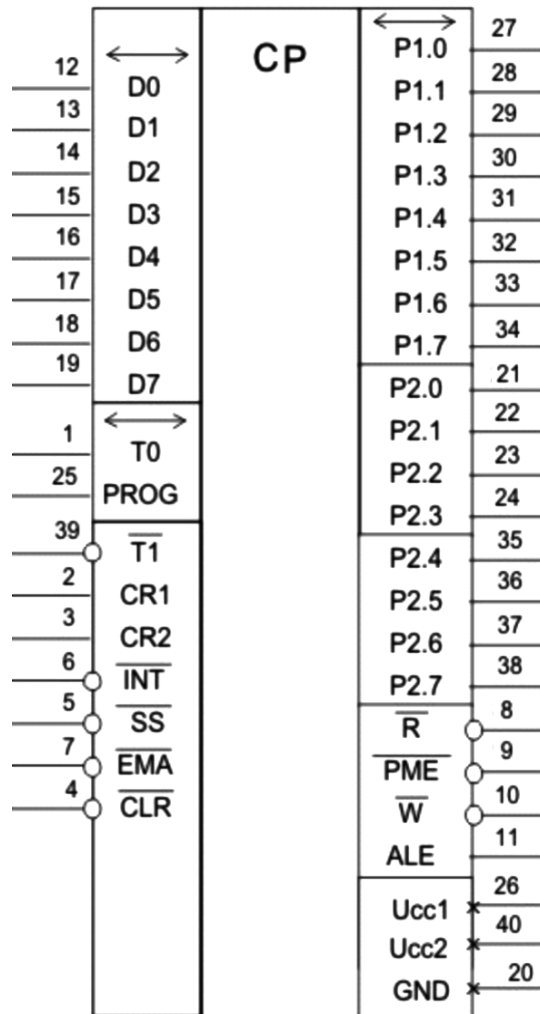 CP
12 D0
13 D1
14 D2
15 D3
16 D4
17 D5
18 D6
19 D7
1 T0
25 PROG
39 T1
2 CR1
3 CR2
6 INT
5 SS
7 EMA
4 CLR
P1.0 27
P1.1 28
P1.2 29
P1.3 30
P1.4 31
P1.5 32
P1.6 33
P1.7 34
P2.0 21
P2.1 22
P2.2 23
P2.3 24
P2.4 35
P2.5 36
P2.6 37
P2.7 38
R 8
PME 9
W 10
ALE 11
Ucc1 26
Ucc2 40
GND 20